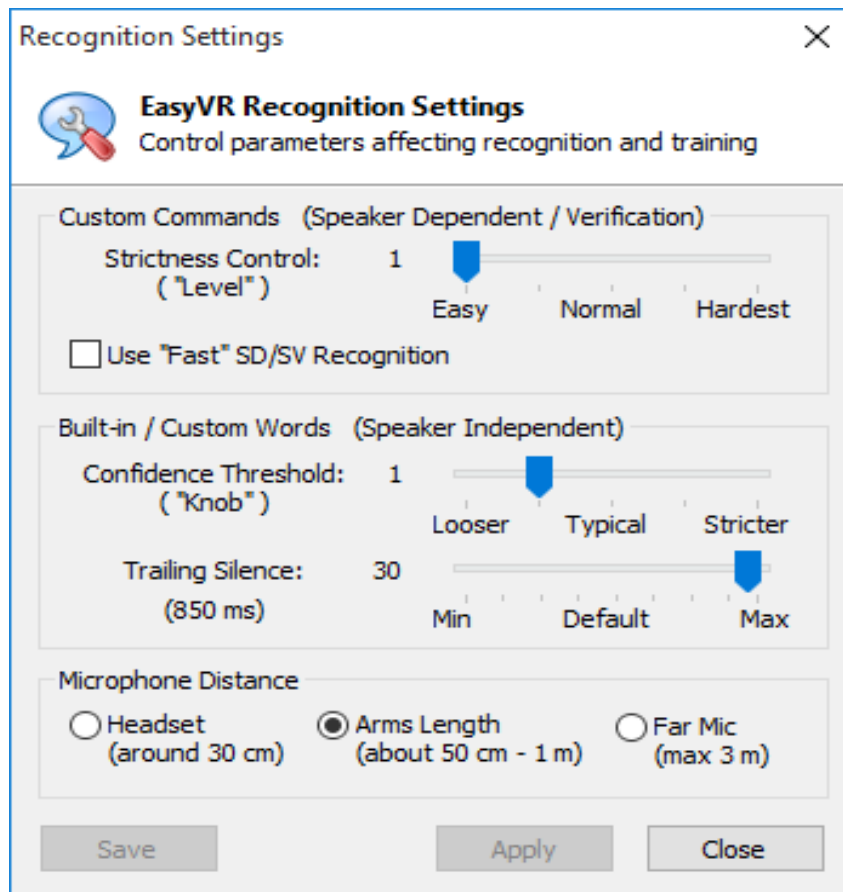 Recognition Settings
EasyVR Recognition Settings
Control parameters affecting recognition and training
Custom Commands (Speaker Dependent / Verification)
Strictness Control: 1
( "Level" )
Easy Normal Hardest
Use "Fast" SD/SV Recognition
Built-in / Custom Words (Speaker Independent)
Confidence Threshold: 1
( "Knob" )
Looser Typical Stricter
Trailing Silence: 30
(850 ms)
Min Default Max
Microphone Distance
Headset Arms Length Far Mic
(around 30 cm) (about 50 cm - 1 m) (max 3 m)
Save Apply Close